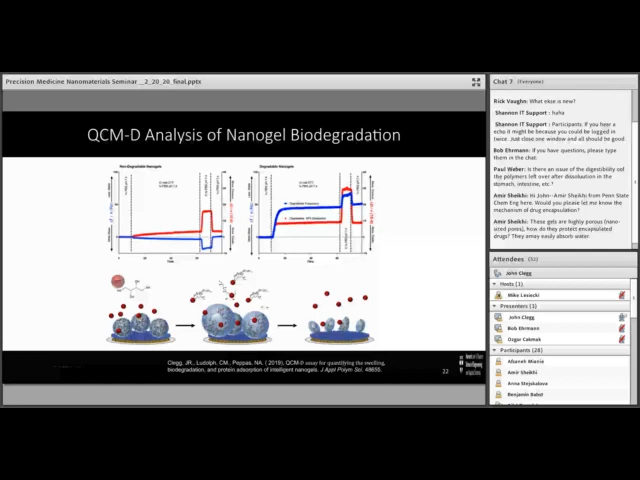 Precision Medicine Nanomaterials Seminar _2_20_20_final.pptx
QCM-D Analysis of Nanogel Biodegradation
Non-Degradable Nanogels
Degradable Nanogels
Clegg, JR., Ludolph, CM., Peppas, NA. (2019), QCM-D assay for quantifying the swelling,
biodegradation, and protein adsorption of intelligent nanogels. J Appl Polym Sci. 48655.
22
Chat 7 (Everyone)
Rick Vaughn: What else is new?
Shannon IT Support : haha
Shannon IT Support : Participants: If you hear a
echo it might be because you could be logged in
twice. Just close one window and all should be good
Bob Ehrmann: If you have questions, please type
them in the chat.
Paul Weber: Is there an issue of the digestibility of
the polymers left over after dissolution in the
stomach, intestine, etc.?
Amir Sheikhi: Hi John--Amir Sheikhi from Penn State
Chem Eng here. Would you please let me know the
mechanism of drug encapsulation?
Amir Sheikhi: These gels are highly porous (nano-
sized pores), how do they protect encapsulated
drugs? They amay easily absorb water
Attendees (32)
John Clegg
Hosts (1)
Mike Lesiecki
Presenters (3)
John Clegg
Bob Ehrmann
Ozgur Cakmak
Participants (28)
Amir Sheikhi
Anna Stejskalova
Benjamin Babst